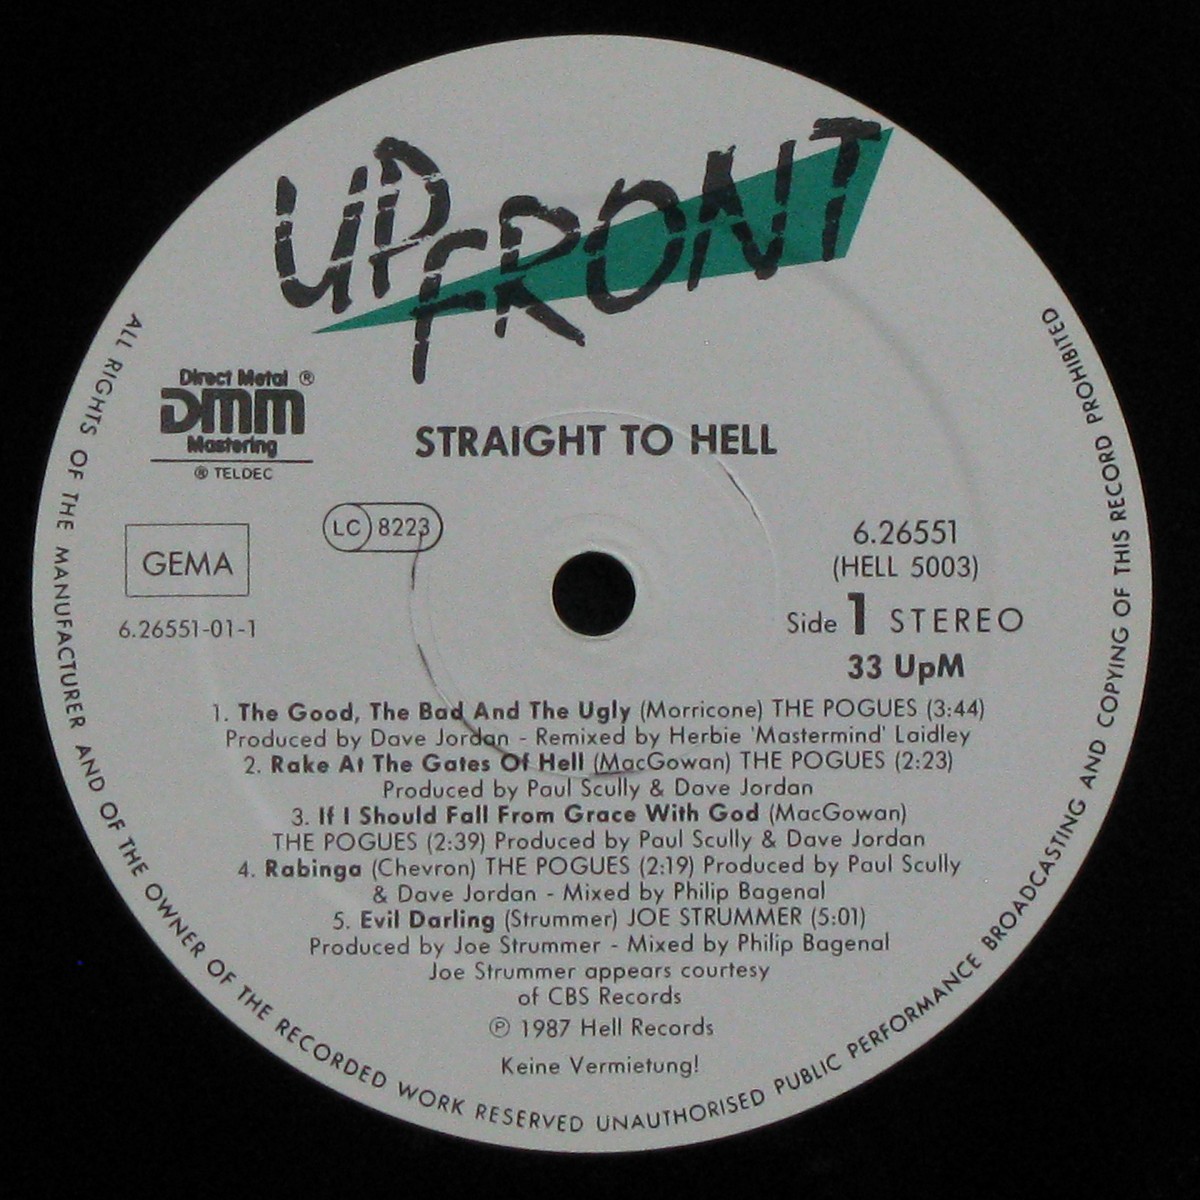 UPFRONT
Direct Metal ®
DMM
Mastering
® TELDEC
STRAIGHT TO HELL
LC 8223
GEMA
6.26551-01-1
6.26551
(HELL 5003)
Side 1 STEREO
33 UpM
1. The Good, The Bad And The Ugly (Morricone) THE POGUES (3:44)
Produced by Dave Jordan - Remixed by Herbie 'Mastermind' Laidley
2. Rake At The Gates Of Hell (MacGowan) THE POGUES (2:23)
Produced by Paul Scully & Dave Jordan
3. If I Should Fall From Grace With God (MacGowan)
THE POGUES (2:39) Produced by Paul Scully & Dave Jordan
4. Rabinga (Chevron) THE POGUES (2:19) Produced by Paul Scully
& Dave Jordan - Mixed by Philip Bagenal
5. Evil Darling (Strummer) JOE STRUMMER (5:01)
Produced by Joe Strummer - Mixed by Philip Bagenal
Joe Strummer appears courtesy
of CBS Records
℗ 1987 Hell Records
Keine Vermietung!
ALL RIGHTS OF THE MANUFACTURER AND OF THE OWNER OF THE RECORDED WORK RESERVED UNAUTHORISED PUBLIC PERFORMANCE BROADCASTING AND COPYING OF THIS RECORD PROHIBITED